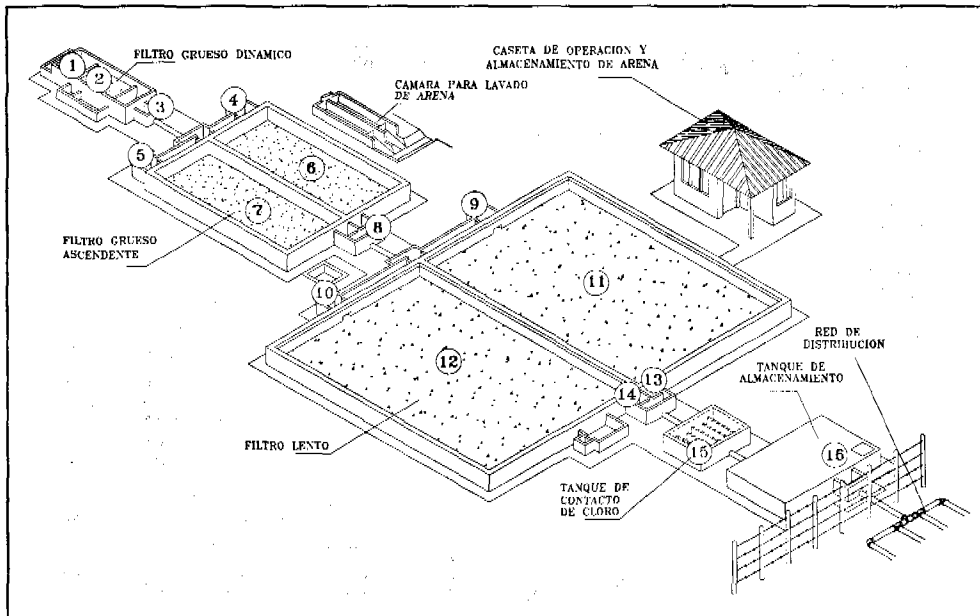 FILTRO GRUESO DINAMICO
CASETA DE OPERACION Y
ALMACENAMIENTO DE ARENA
CAMARA PARA LAVADO
DE ARENA
1
2
3
4
5
6
7
8
9
10
11
12
13
14
15
16
FILTRO GRUESO
ASCENDENTE
RED DE
DISTRIBUCION
TANQUE DE
ALMACENAMIENTO
FILTRO LENTO
TANQUE DE
CONTACTO
DE CLORO